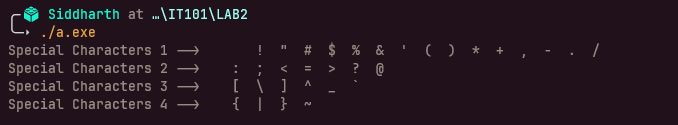 Siddharth at …\IT101\LAB2
./a.exe
Special Characters 1 -->       !  "  #  $  %  &  '  (  )  *  +  ,  -  .  /
Special Characters 2 -->    :  ;  <  =  >  ?  @
Special Characters 3 -->    [  \  ]  ^  _  `
Special Characters 4 -->    {  |  }  ~